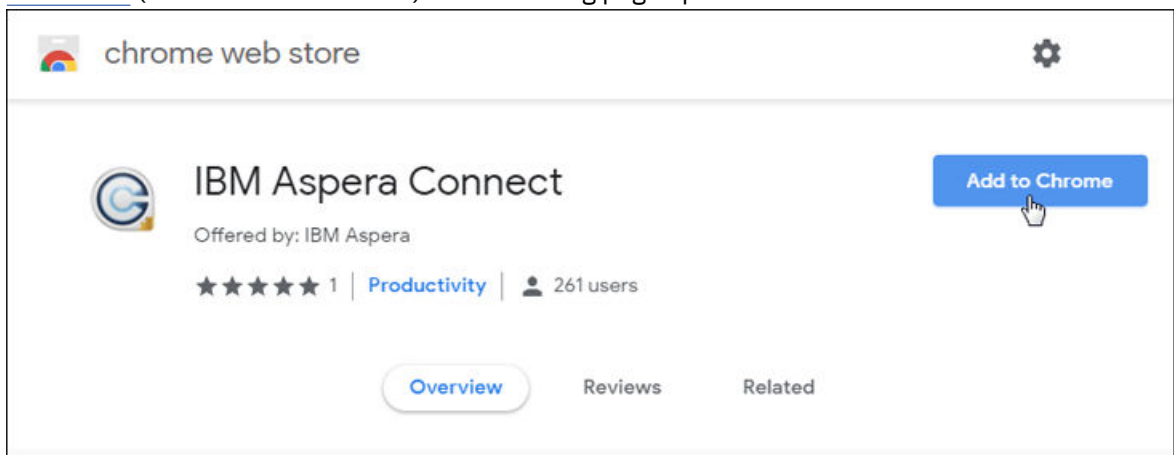 chrome web store
IBM Aspera Connect
Add to Chrome
Offered by: IBM Aspera
1 | Productivity | 261 users
Overview Reviews Related